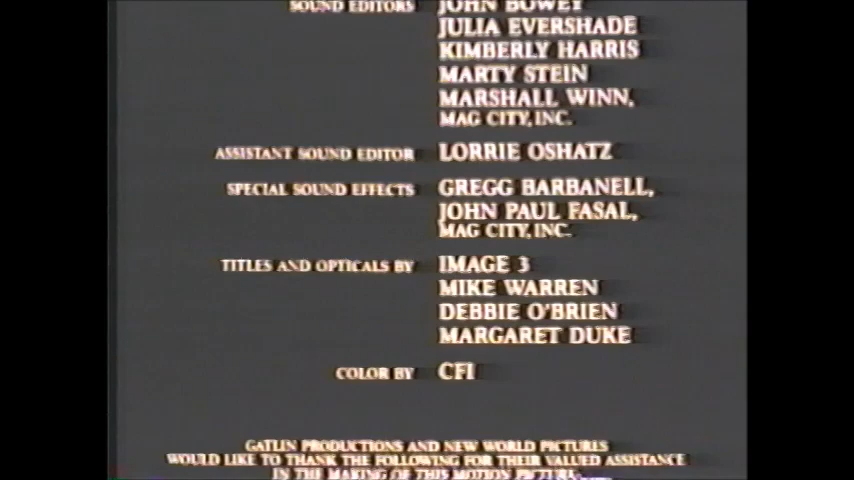 SOUND EDITORS JOHN BOWEY
JULIA EVERSHADE
KIMBERLY HARRIS
MARTY STEIN
MARSHALL WINN,
MAG CITY, INC.
ASSISTANT SOUND EDITOR LORRIE OSHATZ
SPECIAL SOUND EFFECTS GREGG BARBANELL,
JOHN PAUL FASAL,
MAG CITY, INC.
TITLES AND OPTICALS BY IMAGE 3
MIKE WARREN
DEBBIE O'BRIEN
MARGARET DUKE
COLOR BY CFI
GATLIN PRODUCTIONS AND NEW WORLD PICTURES
WOULD LIKE TO THANK THE FOLLOWING FOR THEIR VALUED ASSISTANCE
IN THE MAKING OF THIS MOTION PICTURE